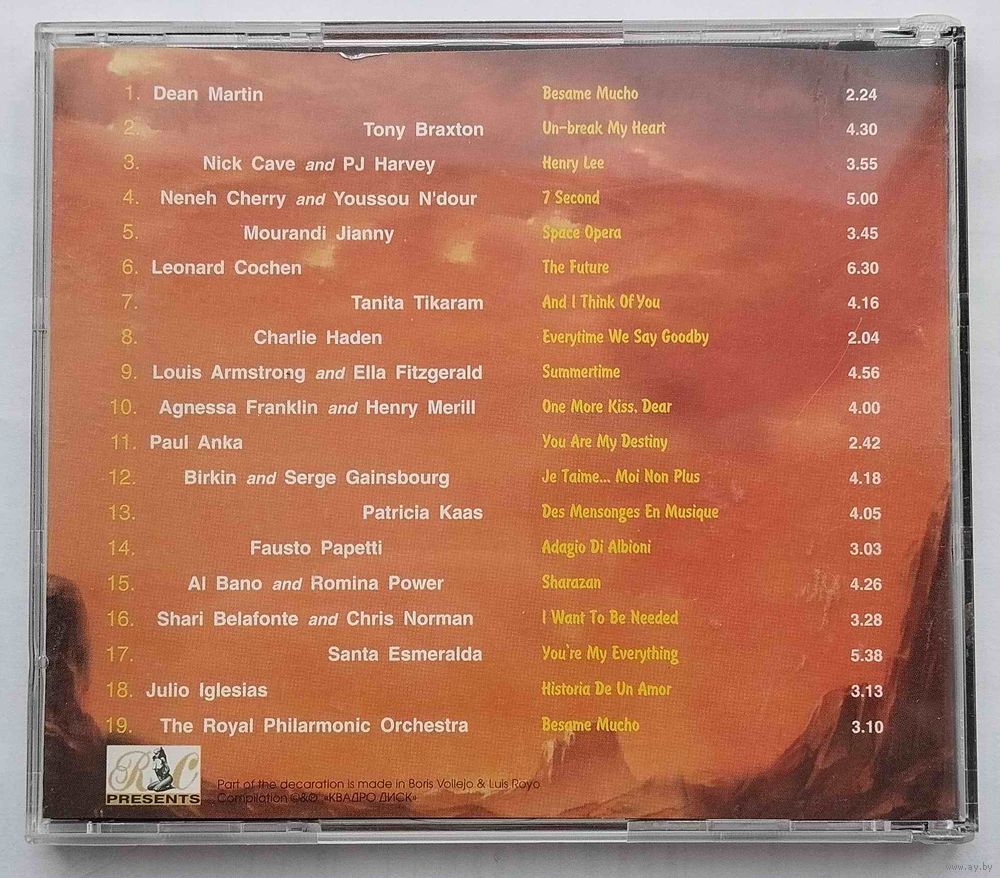 1. Dean Martin Besame Mucho 2.24
2. Tony Braxton Un-break My Heart 4.30
3. Nick Cave and PJ Harvey Henry Lee 3.55
4. Neneh Cherry and Youssou N'dour 7 Second 5.00
5. Mourandi Jianny Space Opera 3.45
6. Leonard Cochen The Future 6.30
7. Tanita Tikaram And I Think Of You 4.16
8. Charlie Haden Everytime We Say Goodby 2.04
9. Louis Armstrong and Ella Fitzgerald Summertime 4.56
10. Agnessa Franklin and Henry Merill One More Kiss, Dear 4.00
11. Paul Anka You Are My Destiny 2.42
12. Birkin and Serge Gainsbourg Je Taime... Moi Non Plus 4.18
13. Patricia Kaas Des Mensonges En Musique 4.05
14. Fausto Papetti Adagio Di Albioni 3.03
15. Al Bano and Romina Power Sharazan 4.26
16. Shari Belafonte and Chris Norman I Want To Be Needed 3.28
17. Santa Esmeralda You're My Everything 5.38
18. Julio Iglesias Historia De Un Amor 3.13
19. The Royal Philarmonic Orchestra Besame Mucho 3.10
R C
PRESENTS
Part of the decaration is made in Boris Vollejo & Luis Royo
Compilation ©&℗ «КВАДРО ДИСК»
www.ay.by